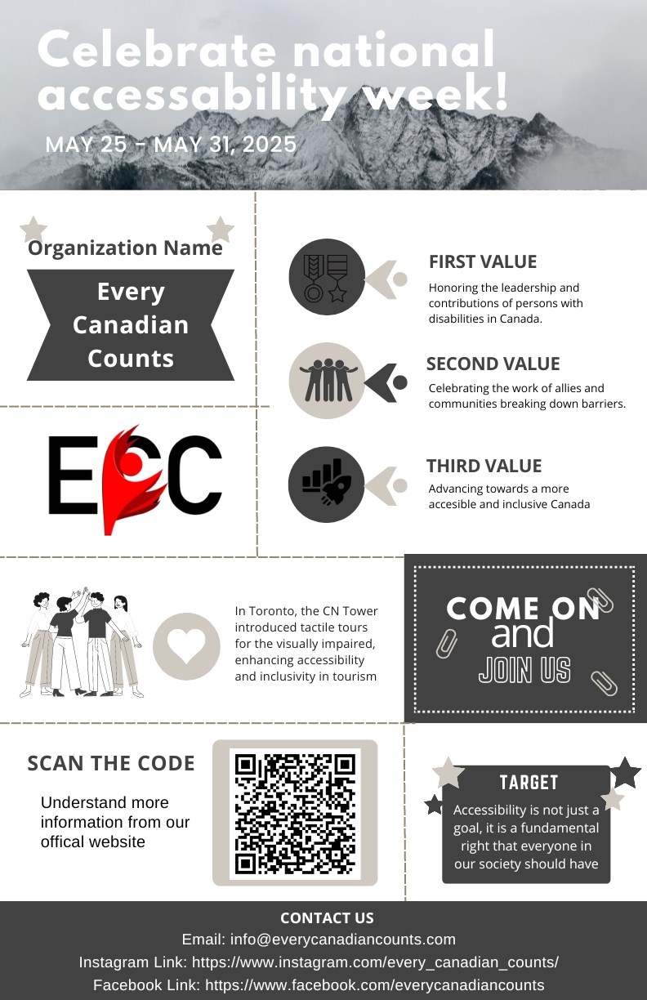 Celebrate national
accessability week!
MAY 25 - MAY 31, 2025
Organization Name
Every
Canadian
Counts
ECC
FIRST VALUE
Honoring the leadership and
contributions of persons with
disabilities in Canada.
SECOND VALUE
Celebrating the work of allies and
communities breaking down barriers.
THIRD VALUE
Advancing towards a more
accesible and inclusive Canada
In Toronto, the CN Tower
introduced tactile tours
for the visually impaired,
enhancing accessibility
and inclusivity in tourism
COME ON
and
JOIN US
SCAN THE CODE
Understand more
information from our
offical website
TARGET
Accessibility is not just a
goal, it is a fundamental
right that everyone in
our society should have
CONTACT US
Email: info@everycanadiancounts.com
Instagram Link: https://www.instagram.com/every_canadian_counts/
Facebook Link: https://www.facebook.com/everycanadiancounts